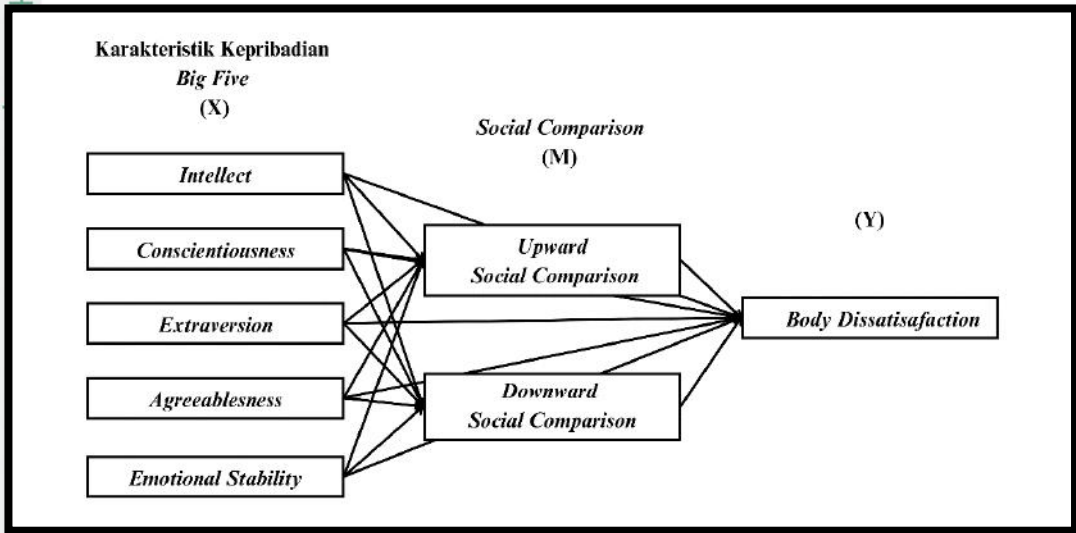 Karakteristik Kepribadian
Big Five
(X)
Social Comparison
(M)
(Y)
Intellect
Conscientiousness
Extraversion
Agreeablesness
Emotional Stability
Upward
Social Comparison
Downward
Social Comparison
Body Dissatisafaction